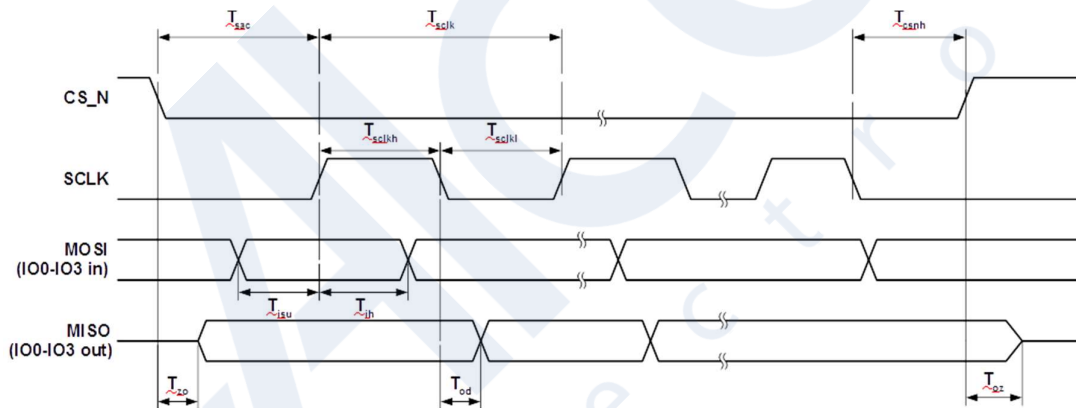 Tsac Tsclk Tcsnh
CS_N
Tsclkh Tsclkl
SCLK
MOSI
(IO0-IO3 in)
Tisu Tih
MISO
(IO0-IO3 out)
Tzo Tod Toz